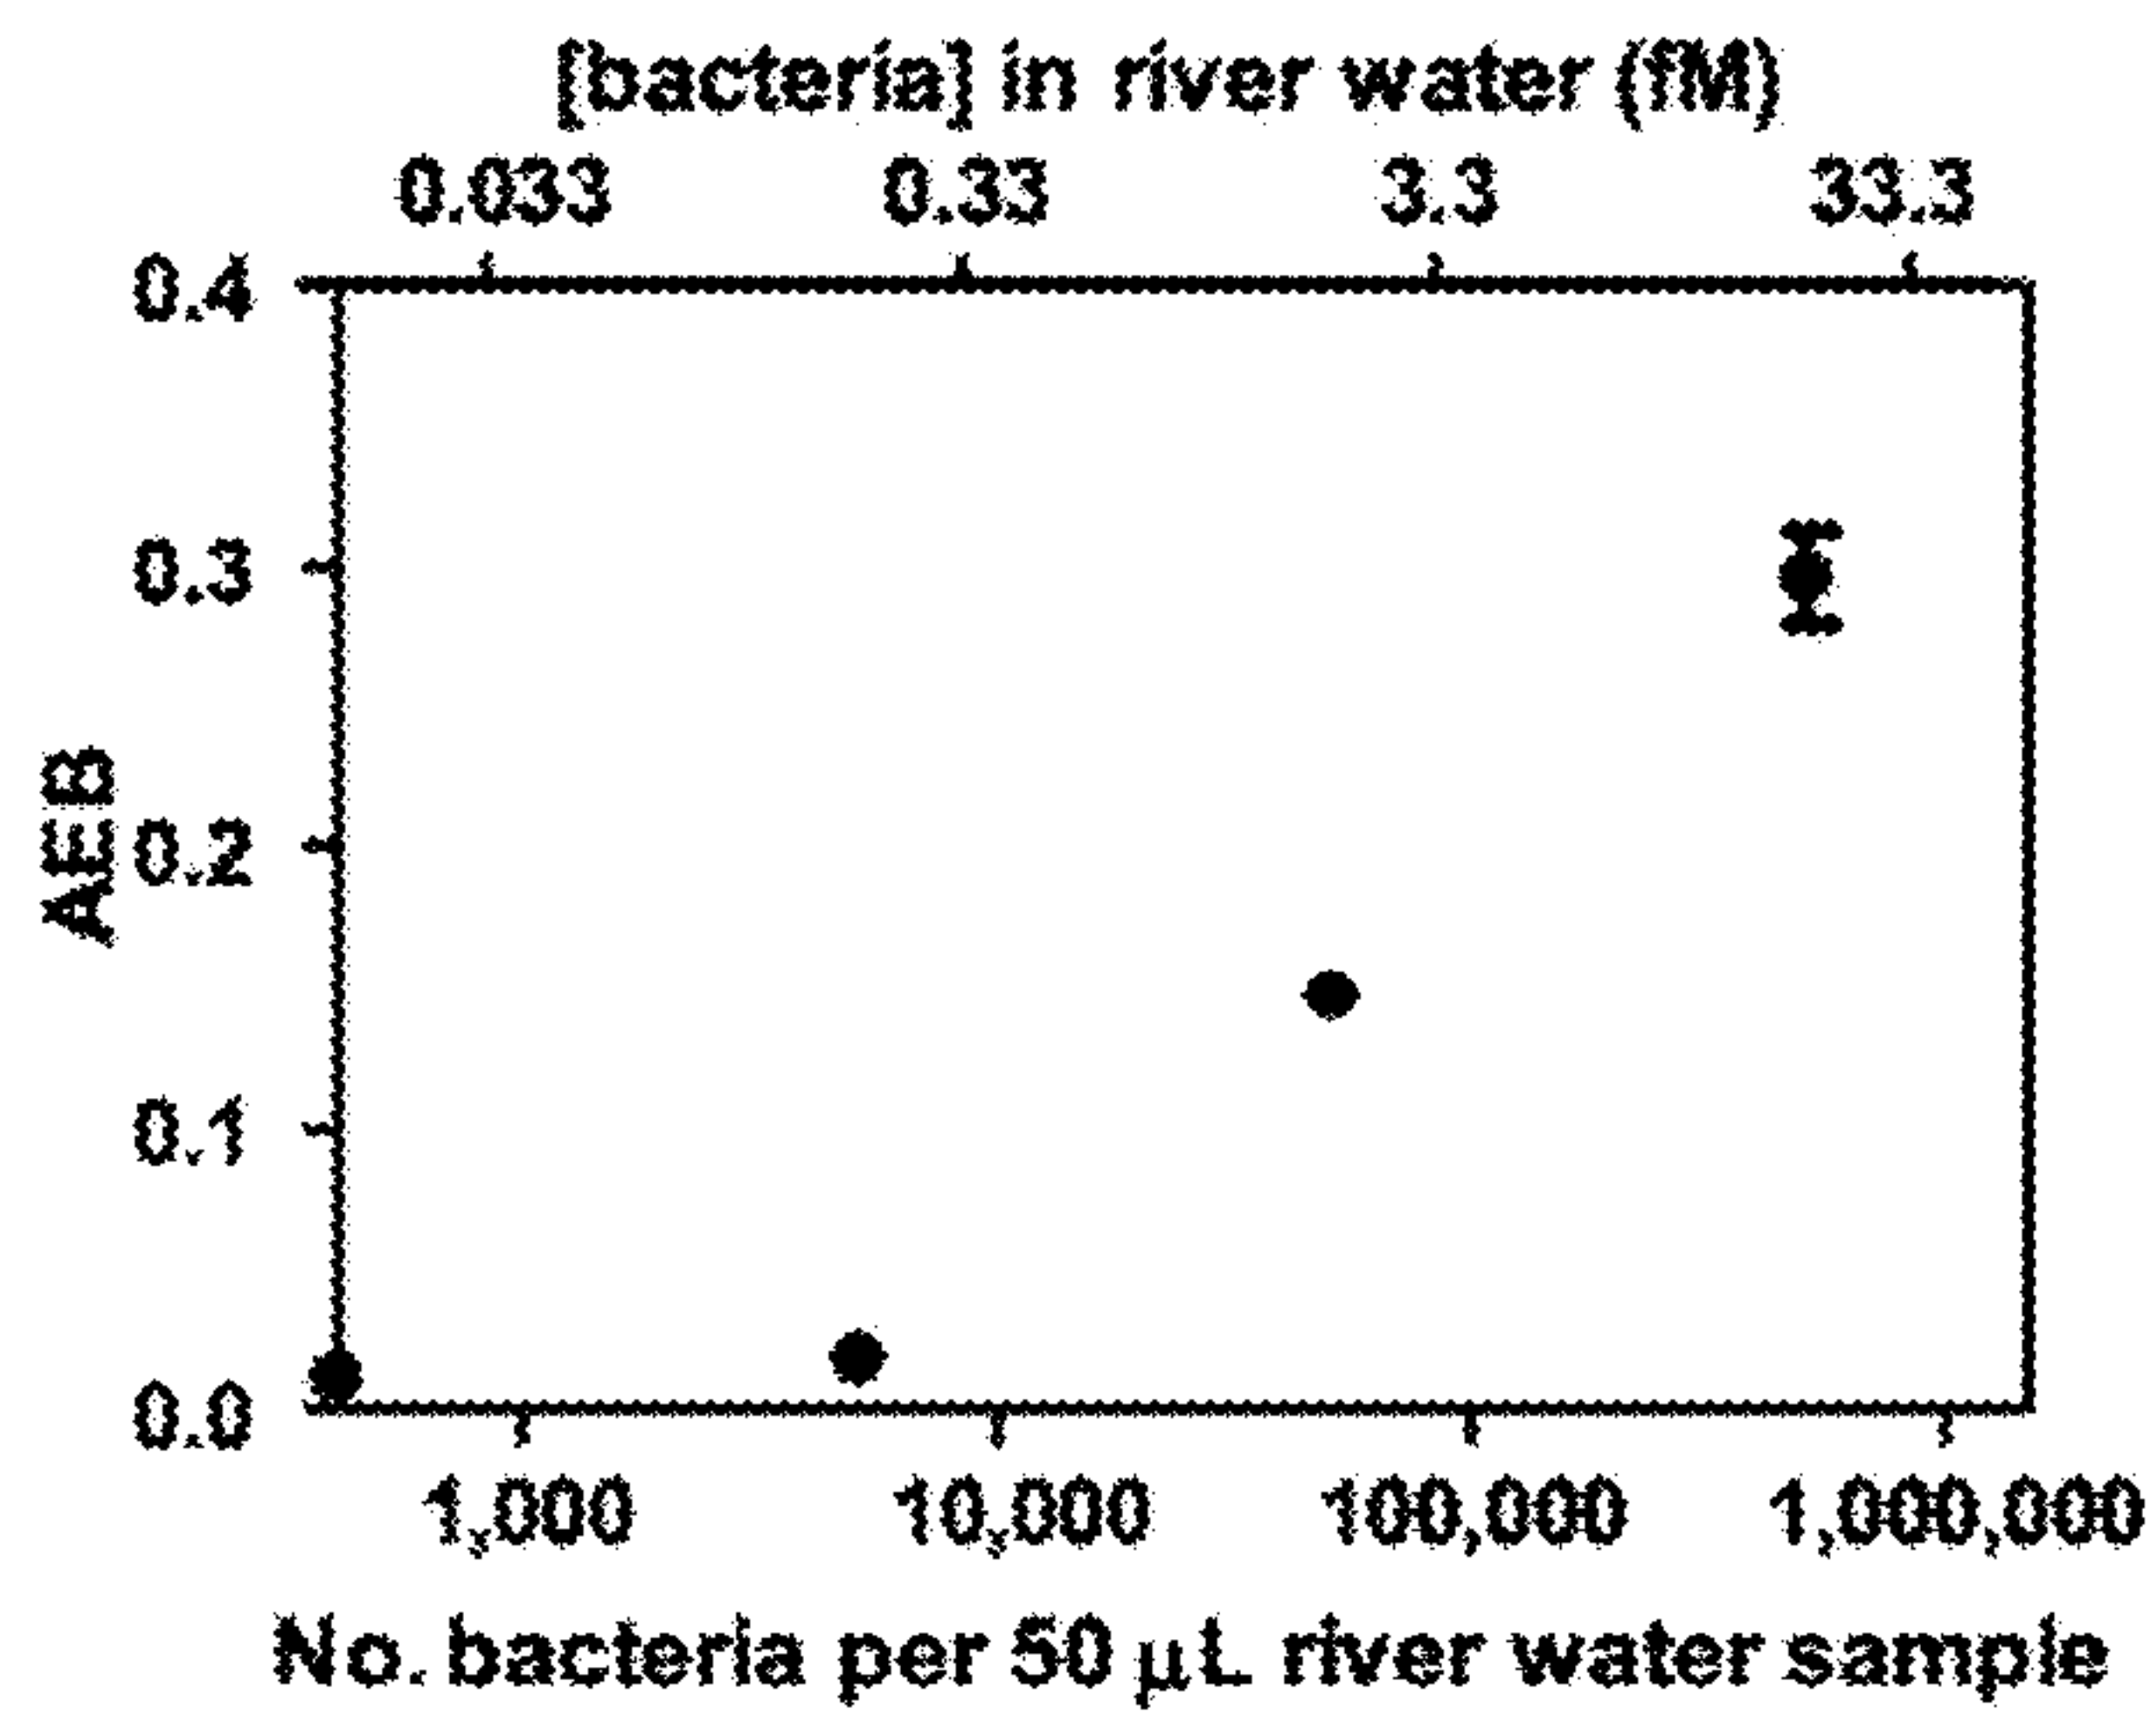 [bacteria] in river water (fM)
0.033 0.33 3.3 33.3
0.4
0.3
0.2
0.1
0.0
AEB
1,000 10,000 100,000 1,000,000
No. bacteria per 50 µL river water sample